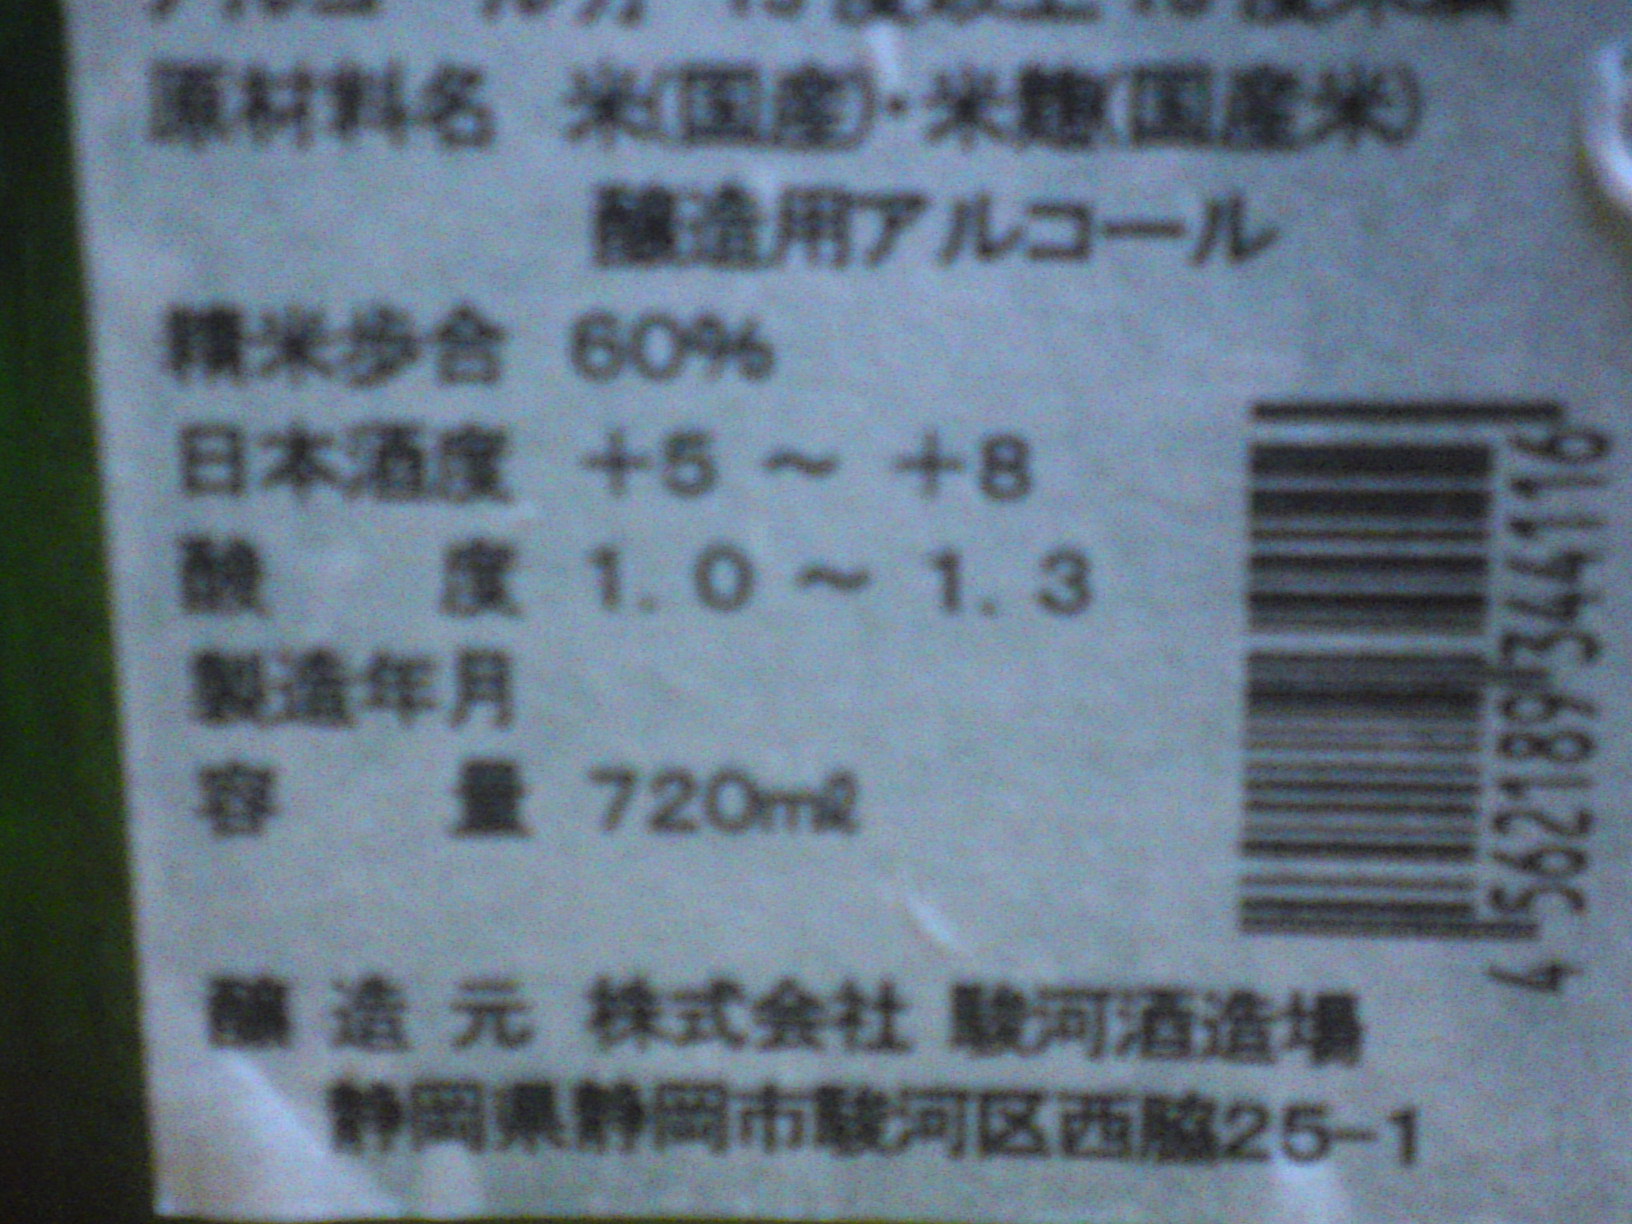 原材料名 米(国産)・米麹(国産米)
醸造用アルコール
精米歩合 60%
日本酒度 +5 ～ +8
酸度 1.0～1.3
製造年月
容量 720mℓ
4562189344116
醸造元 株式会社 駿河酒造場
静岡県静岡市駿河区西脇25-1